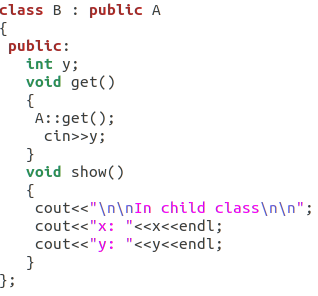 class B : public A
{
 public:
   int y;
   void get()
   {
    A::get();
     cin>>y;
   }
   void show()
   {
    cout<<"\n\nIn child class\n\n";
    cout<<"x: "<<x<<endl;
    cout<<"y: "<<y<<endl;
   }
};